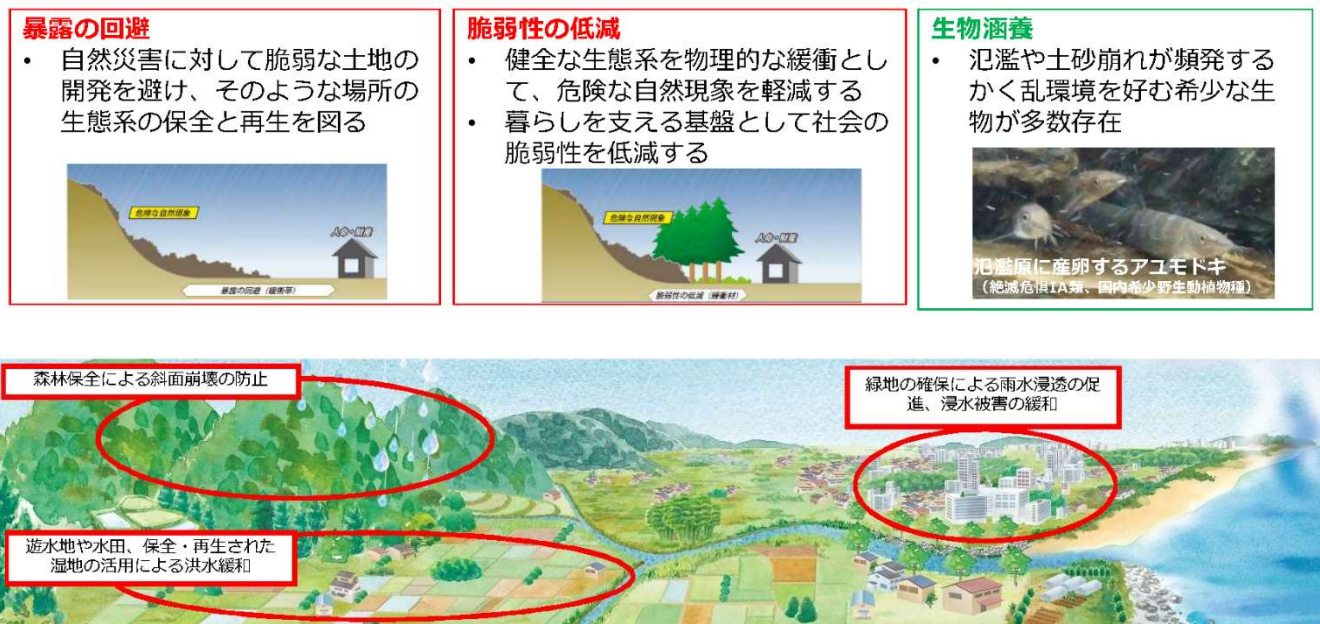 暴露の回避
• 自然災害に対して脆弱な土地の
開発を避け、そのような場所の
生態系の保全と再生を図る
危険な自然現象
人命・財産
暴露の回避（緩衝帯）
脆弱性の低減
• 健全な生態系を物理的な緩衝とし
て、危険な自然現象を軽減する
• 暮らしを支える基盤として社会の
脆弱性を低減する
危険な自然現象
人命・財産
脆弱性の低減（緩衝材）
生物涵養
• 氾濫や土砂崩れが頻発する
かく乱環境を好む希少な生
物が多数存在
氾濫原に産卵するアユモドキ
（絶滅危惧IA類、国内希少野生動植物種）
森林保全による斜面崩壊の防止
緑地の確保による雨水浸透の促
進、浸水被害の緩和
遊水地や水田、保全・再生された
湿地の活用による洪水緩和